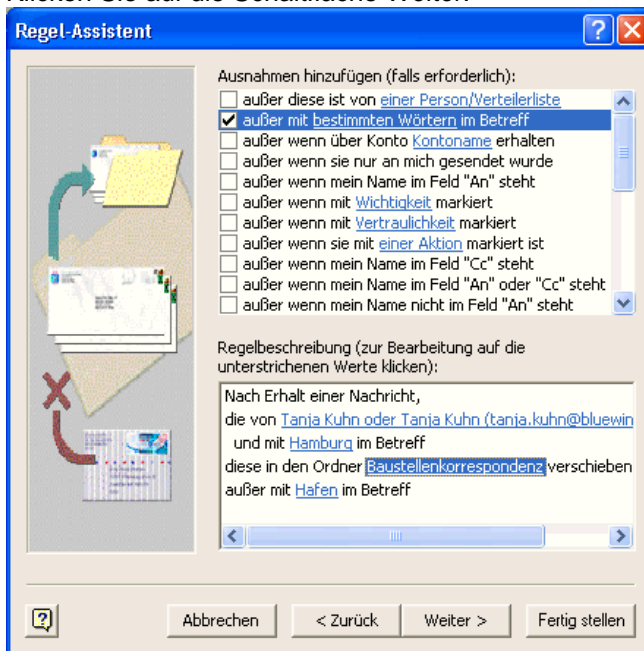 Klicken Sie auf die Schaltfläche Weiter.
Regel-Assistent
Ausnahmen hinzufügen (falls erforderlich):
außer diese ist von einer Person/Verteilerliste
außer mit bestimmten Wörtern im Betreff
außer wenn über Konto Kontoname erhalten
außer wenn sie nur an mich gesendet wurde
außer wenn mein Name im Feld "An" steht
außer wenn mit Wichtigkeit markiert
außer wenn mit Vertraulichkeit markiert
außer wenn sie mit einer Aktion markiert ist
außer wenn mein Name im Feld "Cc" steht
außer wenn mein Name im Feld "An" oder "Cc" steht
außer wenn mein Name nicht im Feld "An" steht
Regelbeschreibung (zur Bearbeitung auf die
unterstrichenen Werte klicken):
Nach Erhalt einer Nachricht,
die von Tanja Kuhn oder Tanja Kuhn (tanja.kuhn@bluewin
und mit Hamburg im Betreff
diese in den Ordner Baustellenkorrespondenz verschieben
außer mit Hafen im Betreff
Abbrechen < Zurück Weiter > Fertig stellen